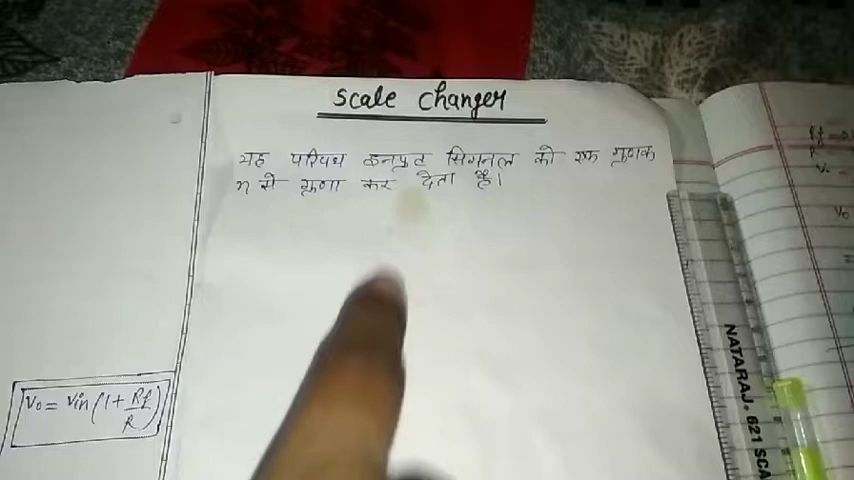 Scale Changer
यह परिपथ इनपुट सिगनल को एक गुणक
n से गुणा कर देता है।
V₀ = Vin (1 + Rf/R)
NATARAJ. 621 SCA